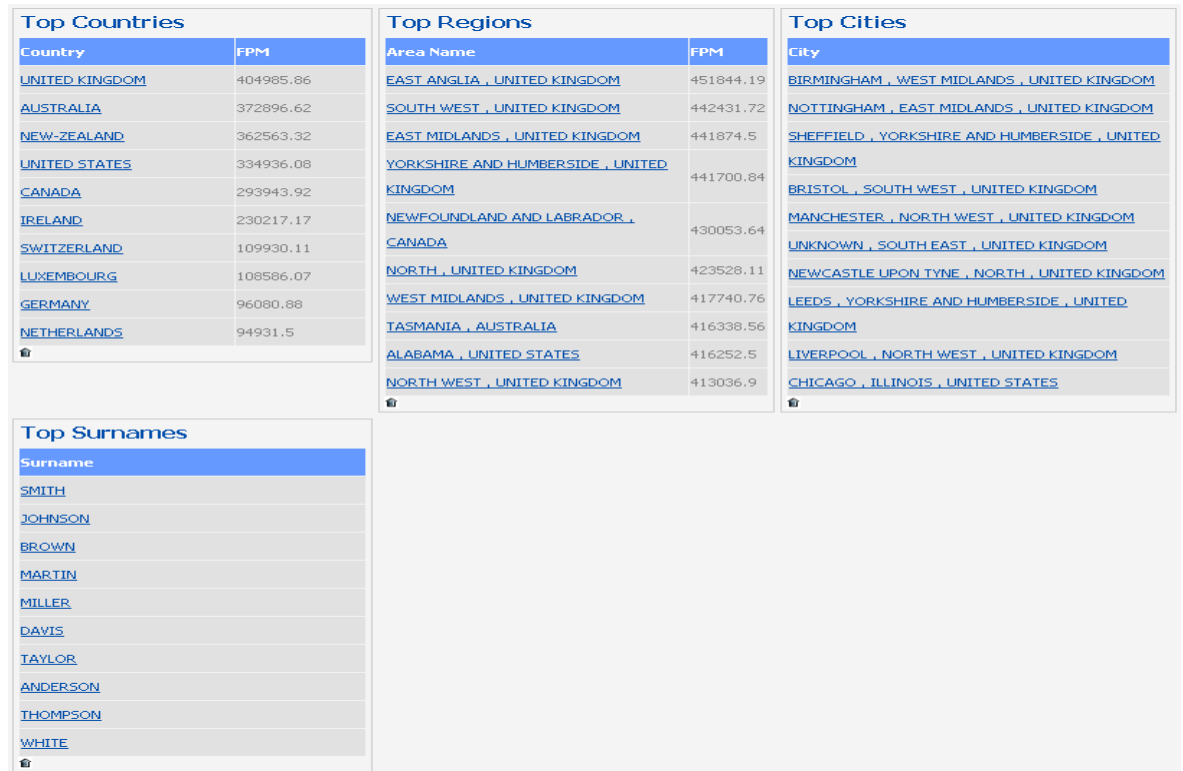 Top Countries
Country FPM
UNITED KINGDOM 404985.86
AUSTRALIA 372896.62
NEW-ZEALAND 362563.32
UNITED STATES 334936.08
CANADA 293943.92
IRELAND 230217.17
SWITZERLAND 109930.11
LUXEMBOURG 108586.07
GERMANY 96080.88
NETHERLANDS 94931.5
Top Regions
Area Name FPM
EAST ANGLIA , UNITED KINGDOM 451844.19
SOUTH WEST , UNITED KINGDOM 442431.72
EAST MIDLANDS , UNITED KINGDOM 441874.5
YORKSHIRE AND HUMBERSIDE , UNITED
KINGDOM 441700.84
NEWFOUNDLAND AND LABRADOR ,
CANADA 430053.64
NORTH , UNITED KINGDOM 423528.11
WEST MIDLANDS , UNITED KINGDOM 417740.76
TASMANIA , AUSTRALIA 416338.56
ALABAMA , UNITED STATES 416252.5
NORTH WEST , UNITED KINGDOM 413036.9
Top Cities
City
BIRMINGHAM , WEST MIDLANDS , UNITED KINGDOM
NOTTINGHAM , EAST MIDLANDS , UNITED KINGDOM
SHEFFIELD , YORKSHIRE AND HUMBERSIDE , UNITED
KINGDOM
BRISTOL , SOUTH WEST , UNITED KINGDOM
MANCHESTER , NORTH WEST , UNITED KINGDOM
UNKNOWN , SOUTH EAST , UNITED KINGDOM
NEWCASTLE UPON TYNE , NORTH , UNITED KINGDOM
LEEDS , YORKSHIRE AND HUMBERSIDE , UNITED
KINGDOM
LIVERPOOL , NORTH WEST , UNITED KINGDOM
CHICAGO , ILLINOIS , UNITED STATES
Top Surnames
Surname
SMITH
JOHNSON
BROWN
MARTIN
MILLER
DAVIS
TAYLOR
ANDERSON
THOMPSON
WHITE